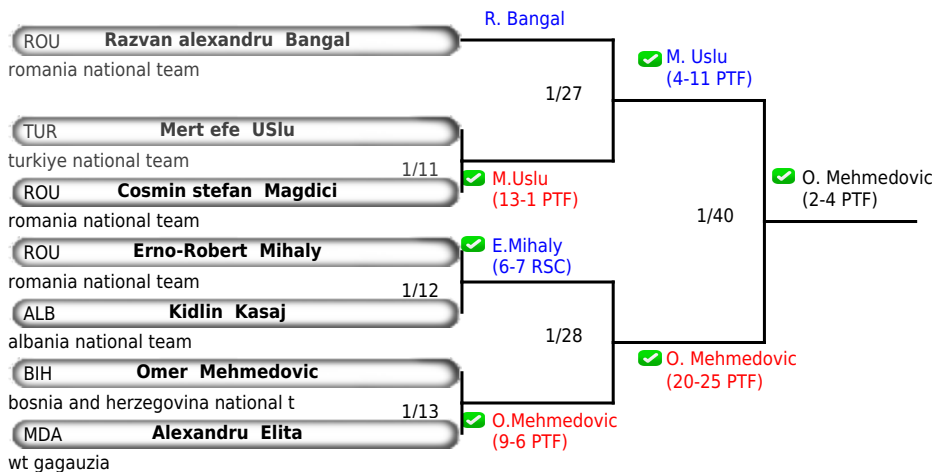 R. Bangal
ROU Razvan alexandru Bangal
romania national team
M. Uslu
(4-11 PTF)
1/27
TUR Mert efe USlu
turkiye national team
1/11
M.Uslu
(13-1 PTF)
ROU Cosmin stefan Magdici
romania national team
O. Mehmedovic
(2-4 PTF)
1/40
ROU Erno-Robert Mihaly
romania national team
E.Mihaly
(6-7 RSC)
1/12
ALB Kidlin Kasaj
albania national team
1/28
O. Mehmedovic
(20-25 PTF)
BIH Omer Mehmedovic
bosnia and herzegovina national t
1/13
O.Mehmedovic
(9-6 PTF)
MDA Alexandru Elita
wt gagauzia